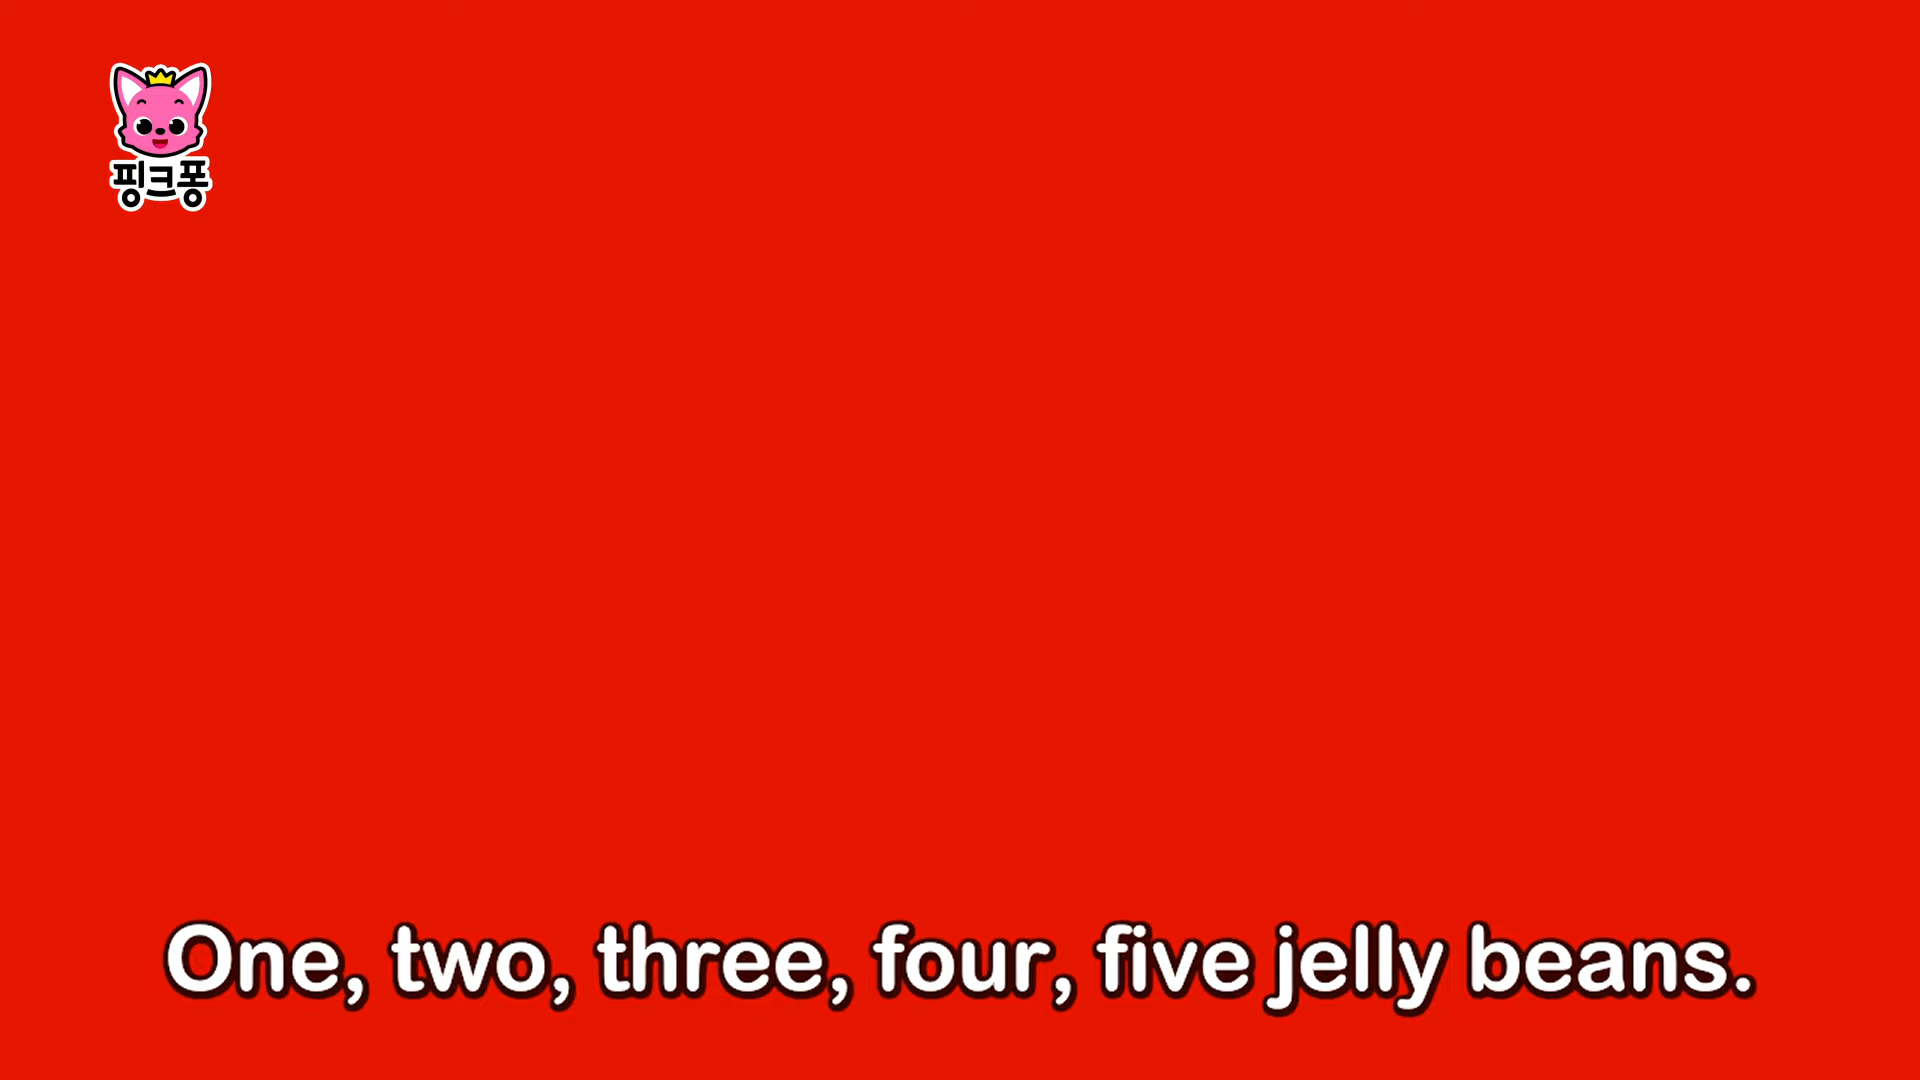 핑크퐁
One, two, three, four, five jelly beans.